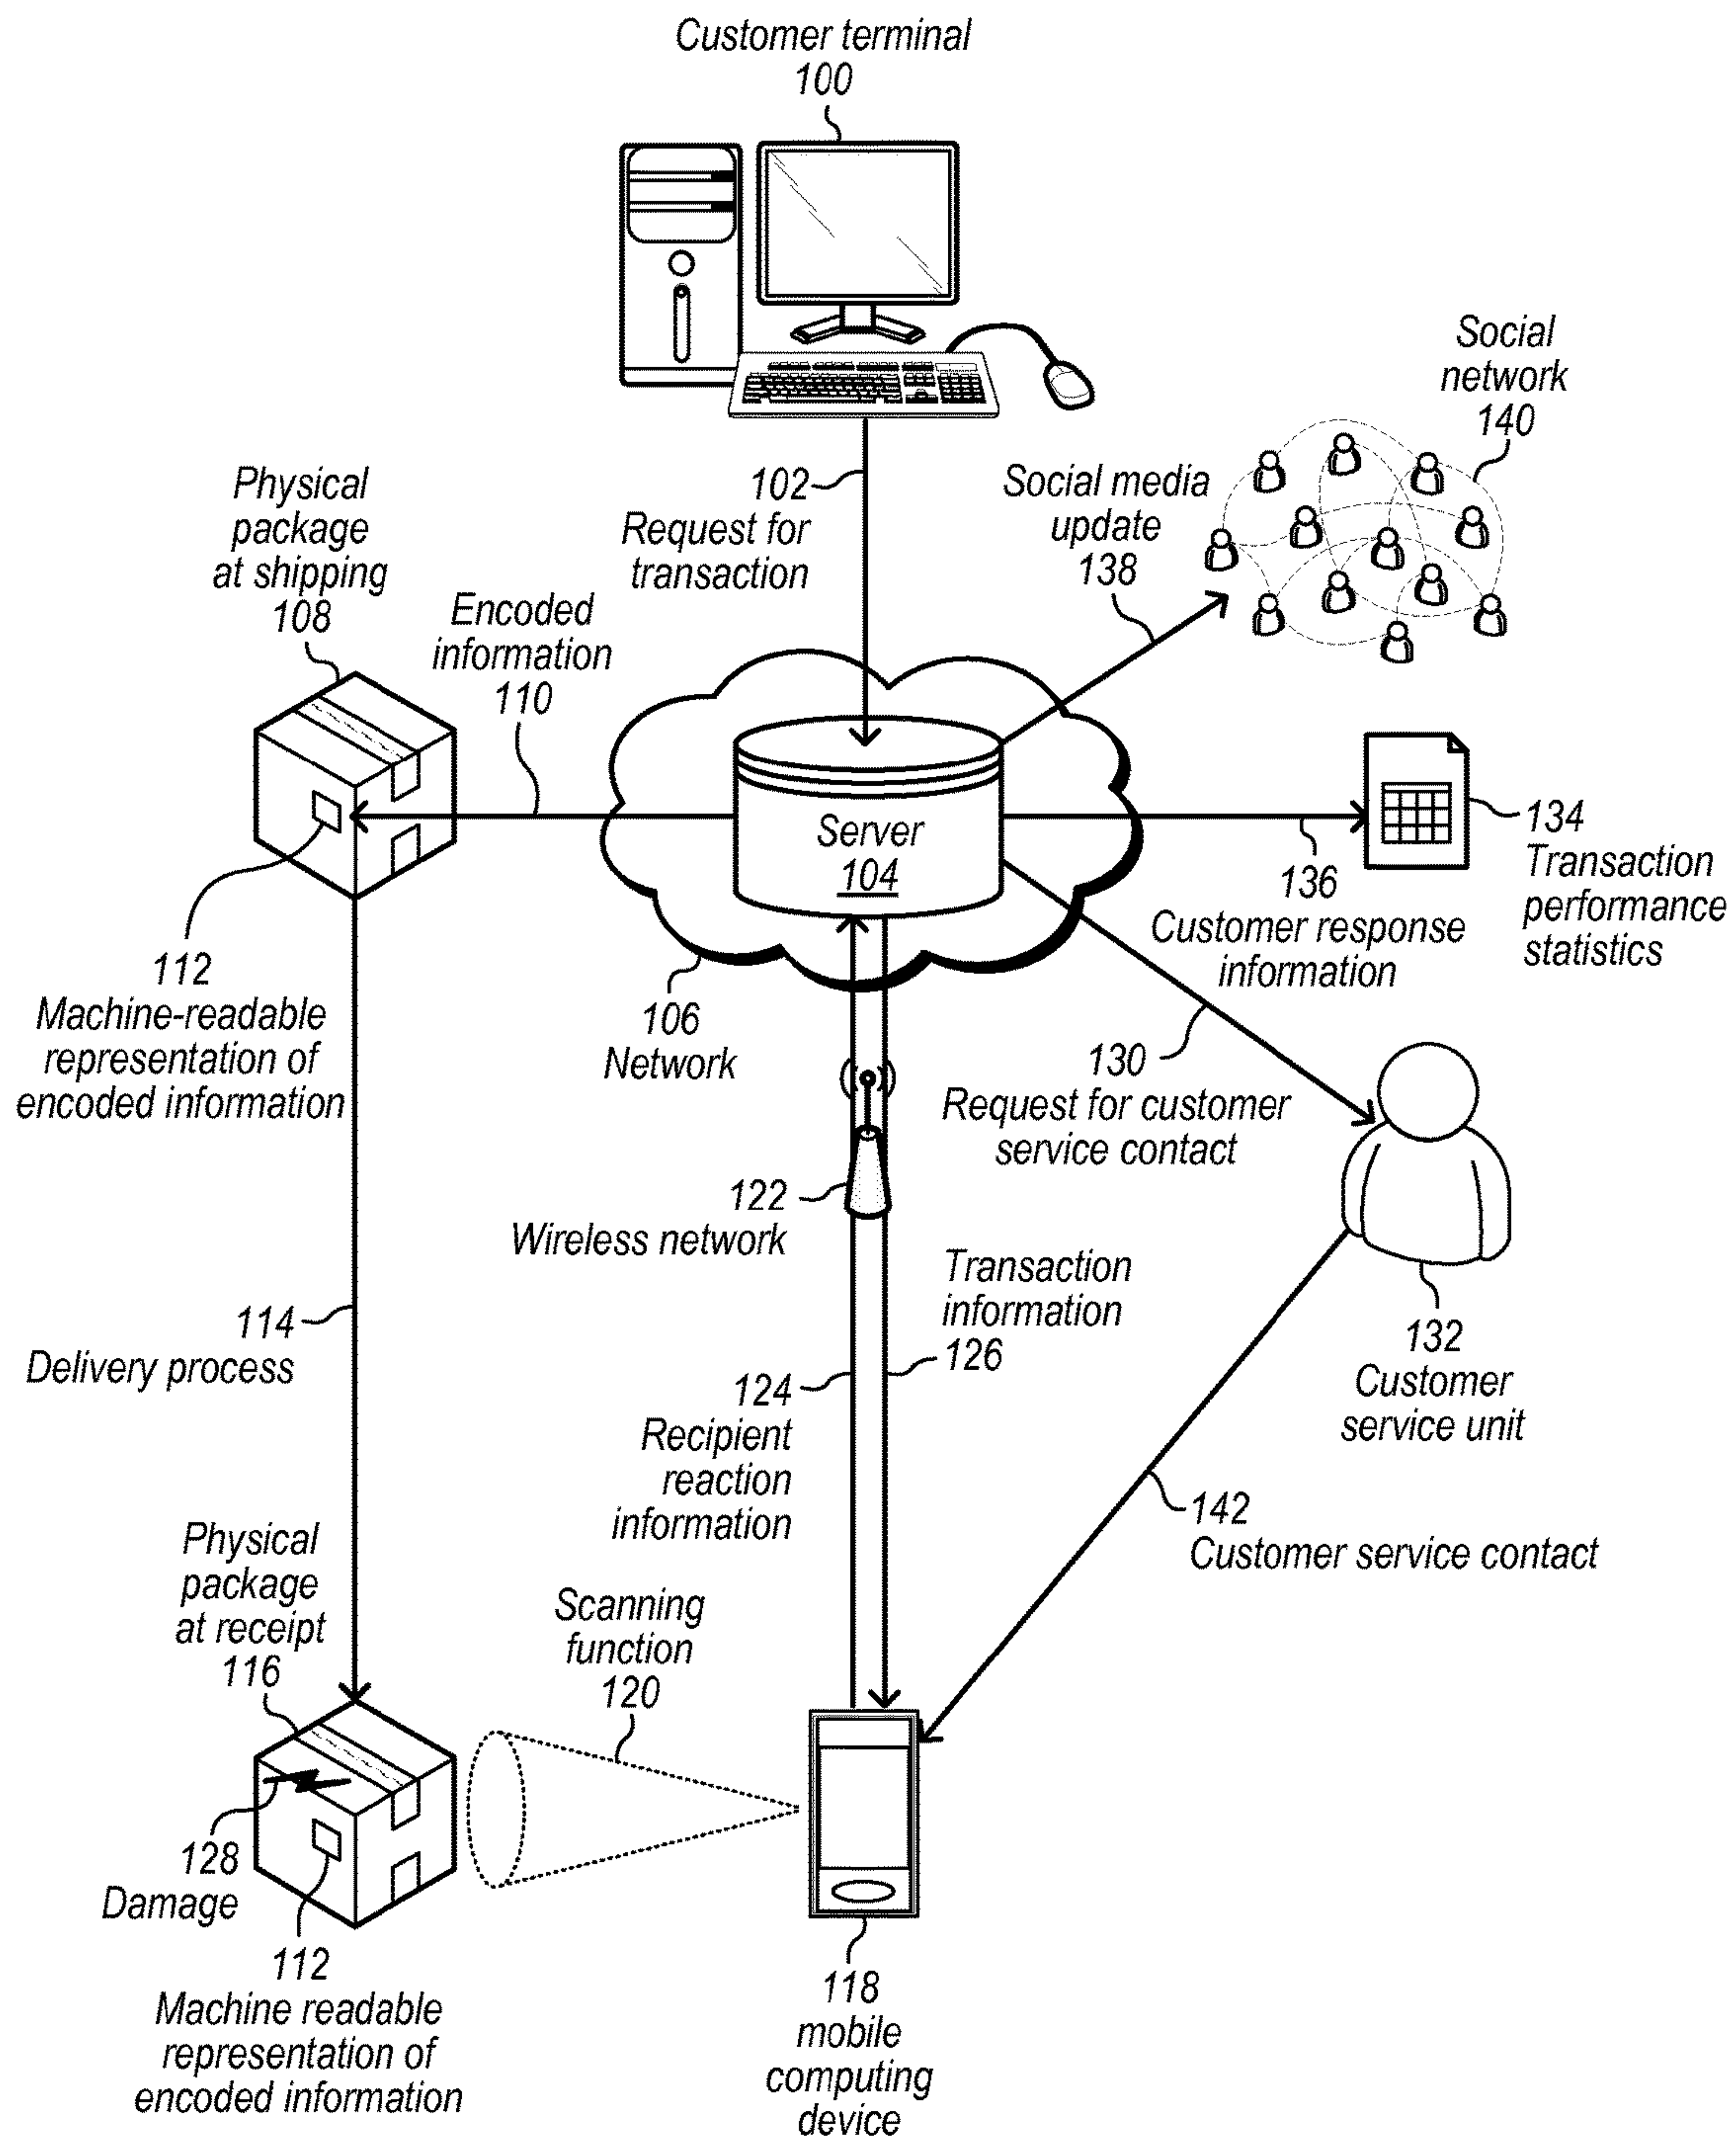 Customer terminal
100
Social
network
140
102
Request for
transaction
Social media
update
138
Physical
package
at shipping
108
Encoded
information
110
Server
104
134
Transaction
performance
statistics
136
Customer response
information
112
Machine-readable
representation of
encoded information
106
Network
130
Request for customer
service contact
122
Wireless network
Transaction
information
126
114
Delivery process
132
Customer
service unit
124
Recipient
reaction
information
142
Customer service contact
Physical
package
at receipt
116
Scanning
function
120
128
Damage
112
Machine readable
representation of
encoded information
118
mobile
computing
device